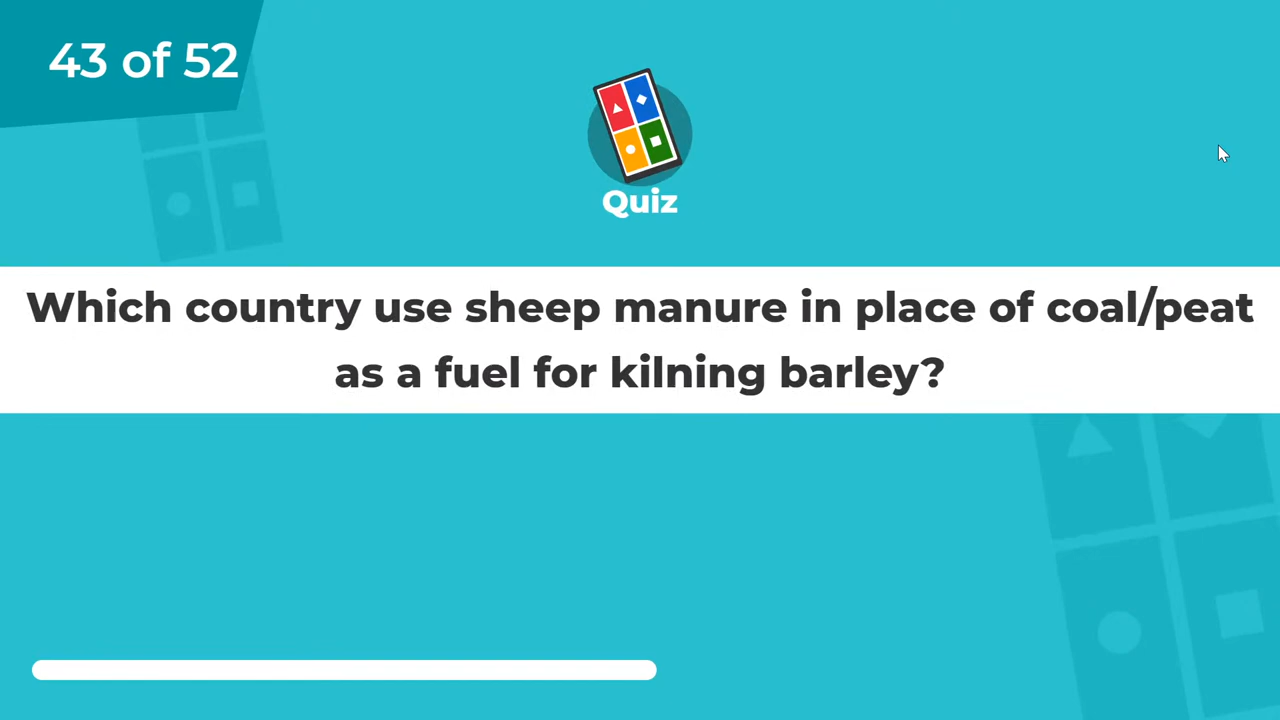 43 of 52
Quiz
Which country use sheep manure in place of coal/peat
as a fuel for kilning barley?